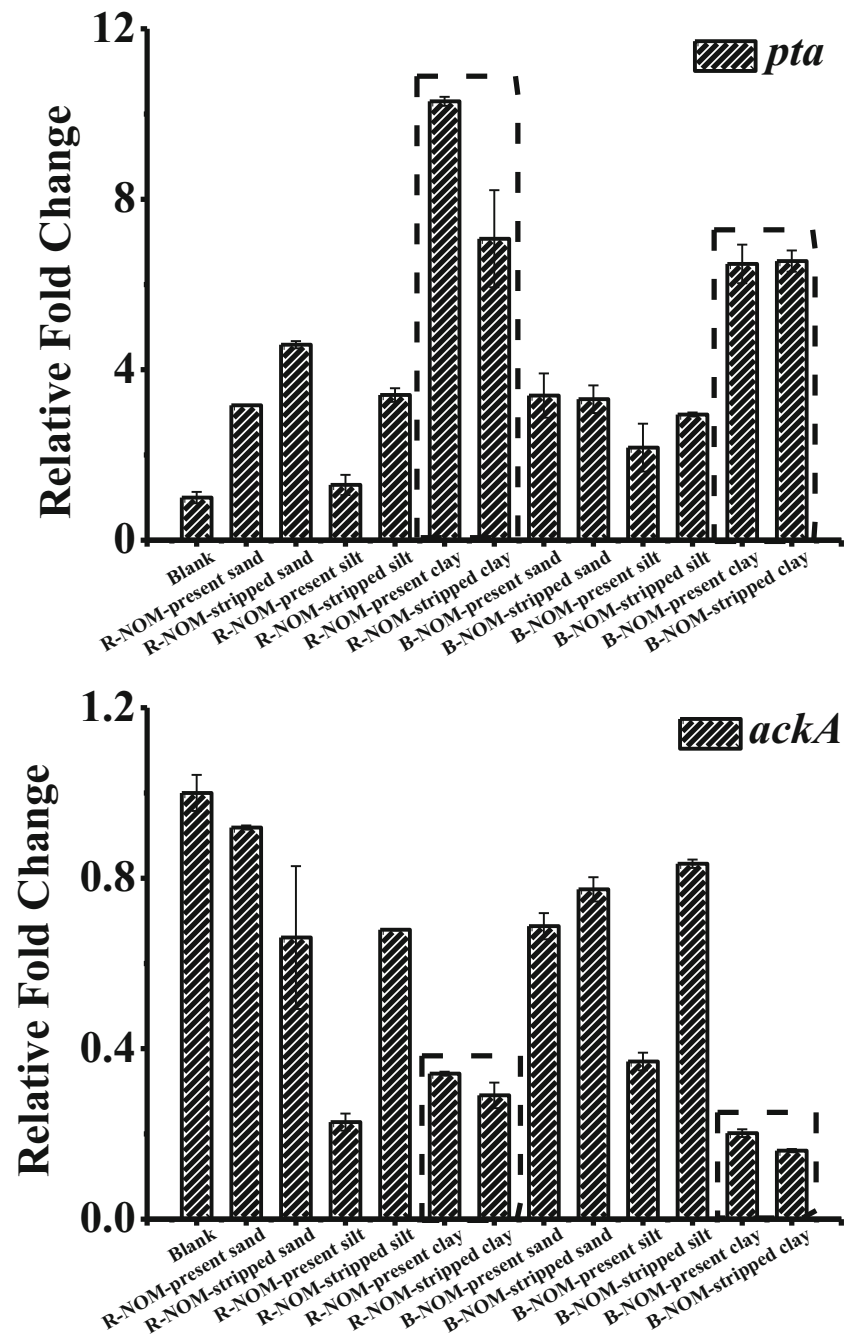 12
8
4
0
Relative Fold Change
pta
Blank
R-NOM-present sand
R-NOM-stripped sand
R-NOM-present silt
R-NOM-stripped silt
R-NOM-present clay
R-NOM-stripped clay
B-NOM-present sand
B-NOM-stripped sand
B-NOM-present silt
B-NOM-stripped silt
B-NOM-present clay
B-NOM-stripped clay
1.2
0.8
0.4
0.0
Relative Fold Change
ackA
Blank
R-NOM-present sand
R-NOM-stripped sand
R-NOM-present silt
R-NOM-stripped silt
R-NOM-present clay
R-NOM-stripped clay
B-NOM-present sand
B-NOM-stripped sand
B-NOM-present silt
B-NOM-stripped silt
B-NOM-present clay
B-NOM-stripped clay